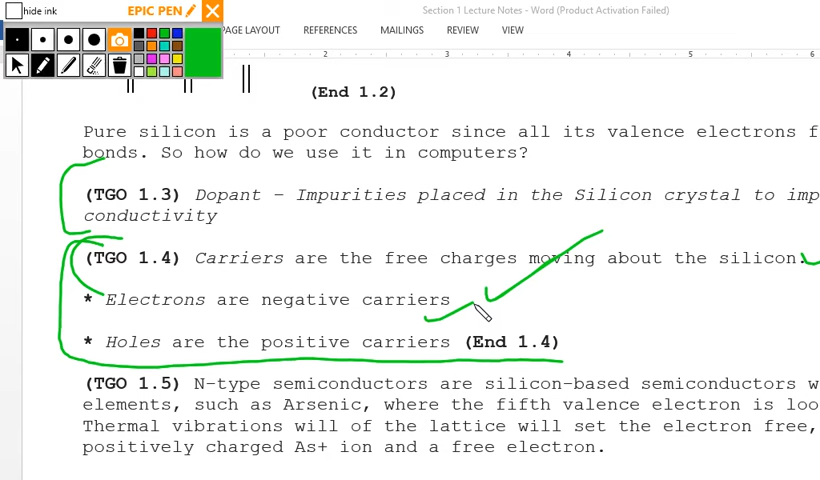 hide ink
EPIC PEN
Section 1 Lecture Notes - Word (Product Activation Failed)
PAGE LAYOUT REFERENCES MAILINGS REVIEW VIEW
2 3 4 5 6
(End 1.2)
Pure silicon is a poor conductor since all its valence electrons f
bonds. So how do we use it in computers?
(TGO 1.3) Dopant – Impurities placed in the Silicon crystal to imp
conductivity
(TGO 1.4) Carriers are the free charges moving about the silicon.
* Electrons are negative carriers
* Holes are the positive carriers (End 1.4)
(TGO 1.5) N-type semiconductors are silicon-based semiconductors w
elements, such as Arsenic, where the fifth valence electron is loo
Thermal vibrations will of the lattice will set the electron free,
positively charged As+ ion and a free electron.